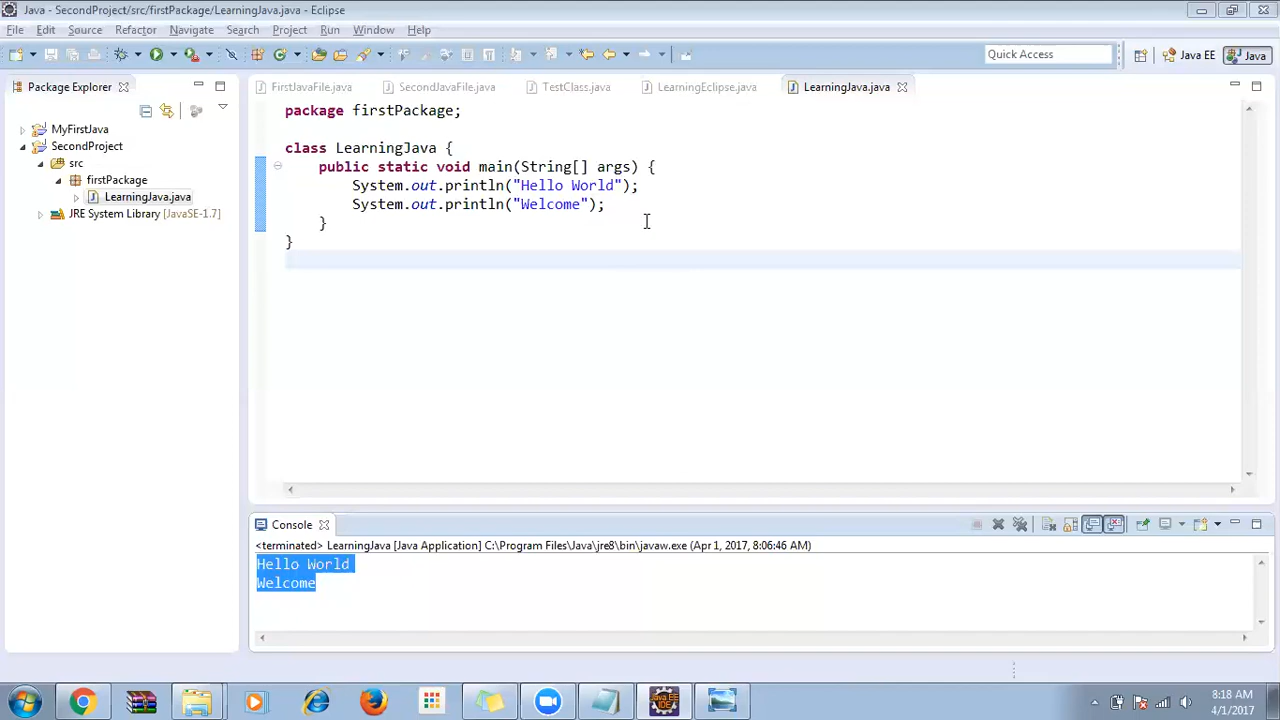 Java - SecondProject/src/firstPackage/LearningJava.java - Eclipse
File Edit Source Refactor Navigate Search Project Run Window Help
Quick Access Java EE Java
Package Explorer
MyFirstJava
SecondProject
src
firstPackage
LearningJava.java
JRE System Library [JavaSE-1.7]
FirstJavaFile.java SecondJavaFile.java TestClass.java LearningEclipse.java LearningJava.java
package firstPackage;
class LearningJava {
public static void main(String[] args) {
System.out.println("Hello World");
System.out.println("Welcome");
}
}
Console
<terminated> LearningJava [Java Application] C:\Program Files\Java\jre8\bin\javaw.exe (Apr 1, 2017, 8:06:46 AM)
Hello World
Welcome
Java EE
IDE
8:18 AM
4/1/2017